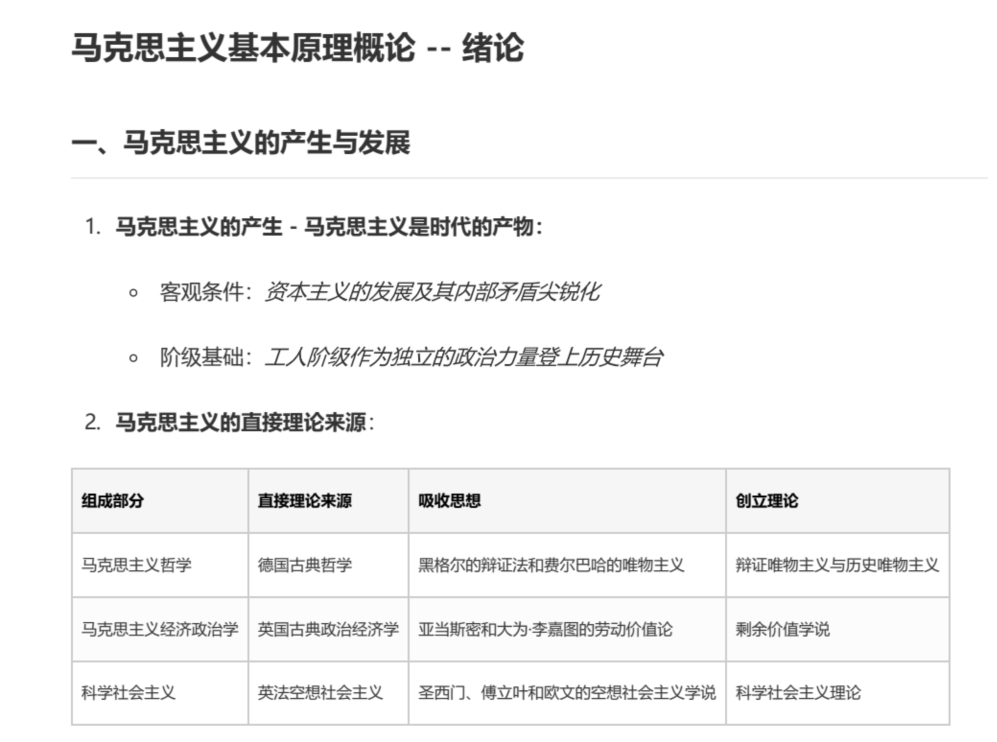 马克思主义基本原理概论 -- 绪论
一、马克思主义的产生与发展
1. 马克思主义的产生 - 马克思主义是时代的产物：
客观条件：资本主义的发展及其内部矛盾尖锐化
阶级基础：工人阶级作为独立的政治力量登上历史舞台
2. 马克思主义的直接理论来源：
组成部分 直接理论来源 吸收思想 创立理论
马克思主义哲学 德国古典哲学 黑格尔的辩证法和费尔巴哈的唯物主义 辩证唯物主义与历史唯物主义
马克思主义经济政治学 英国古典政治经济学 亚当斯密和大为·李嘉图的劳动价值论 剩余价值学说
科学社会主义 英法空想社会主义 圣西门、傅立叶和欧文的空想社会主义学说 科学社会主义理论